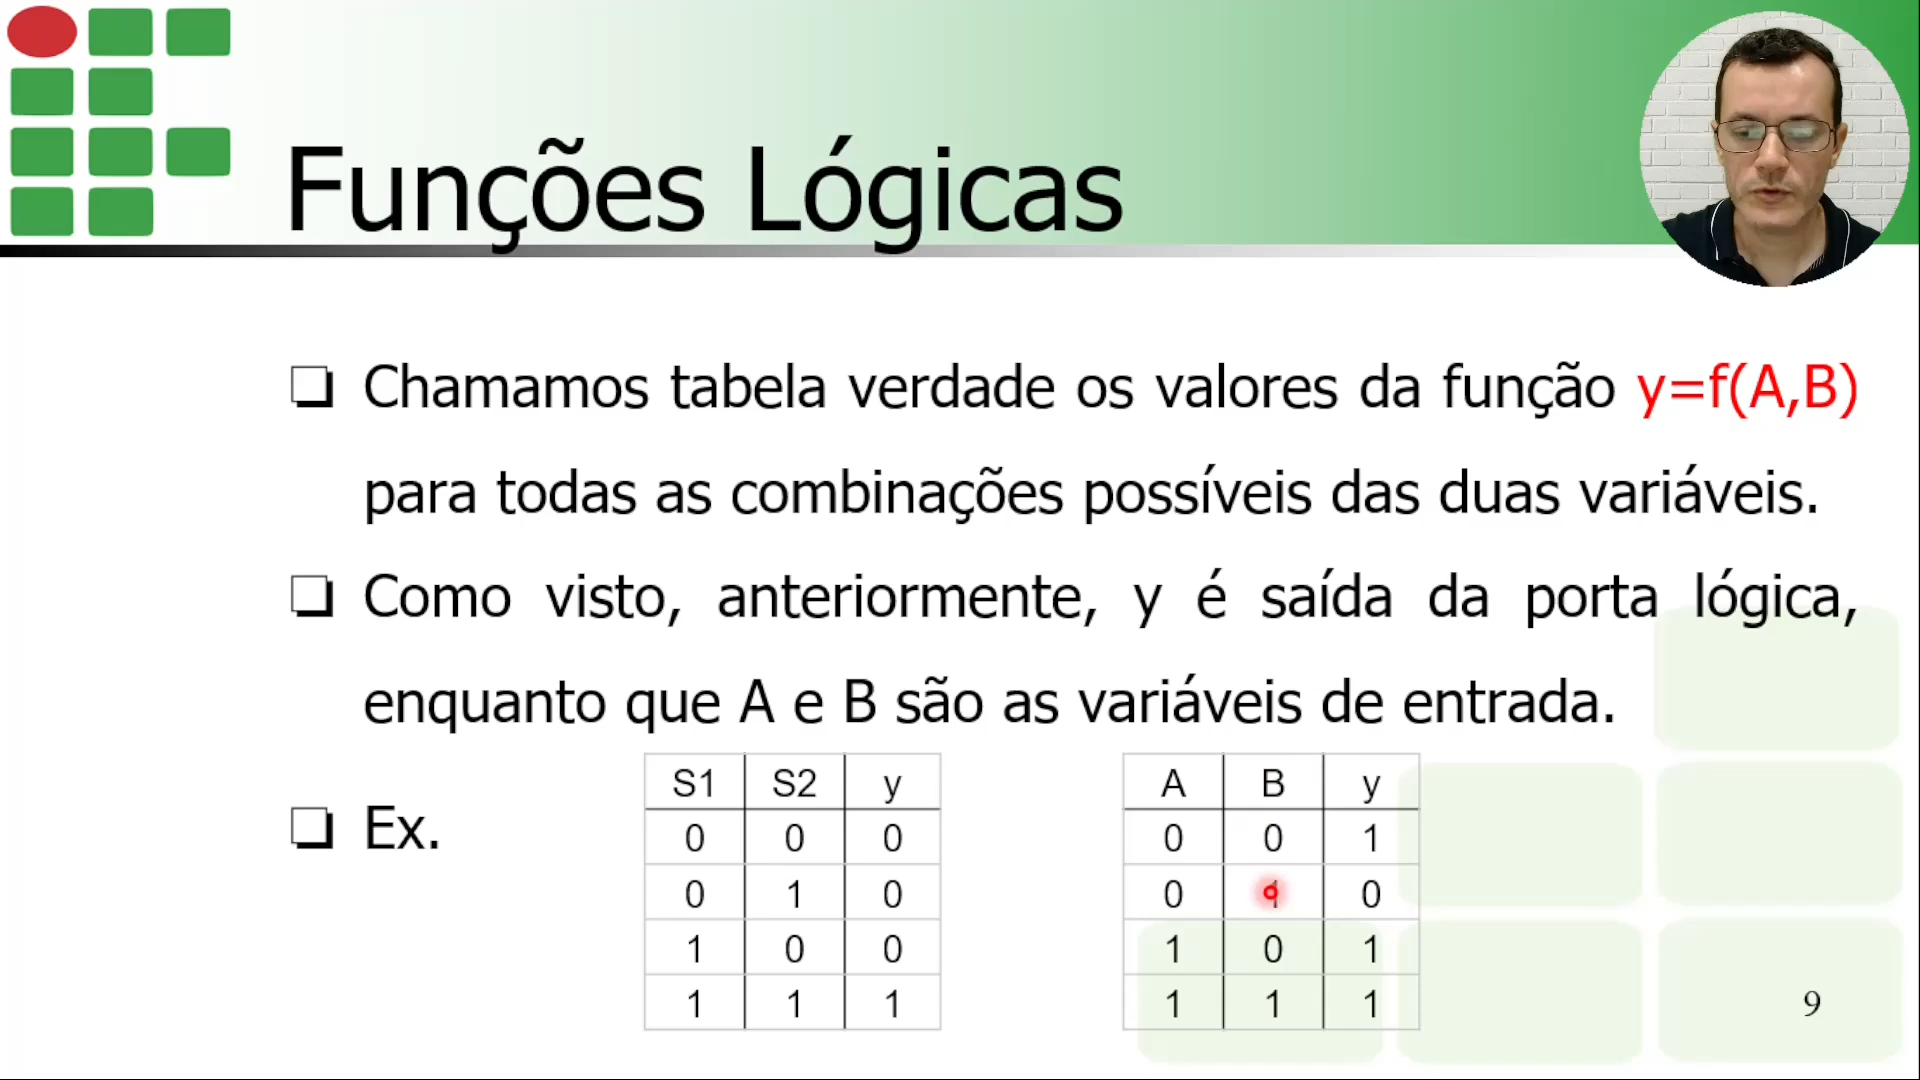 Funções Lógicas
Chamamos tabela verdade os valores da função y=f(A,B)
para todas as combinações possíveis das duas variáveis.
Como visto, anteriormente, y é saída da porta lógica,
enquanto que A e B são as variáveis de entrada.
Ex.
S1 S2 y
0 0 0
0 1 0
1 0 0
1 1 1
A B y
0 0 1
0 1 0
1 0 1
1 1 1
9